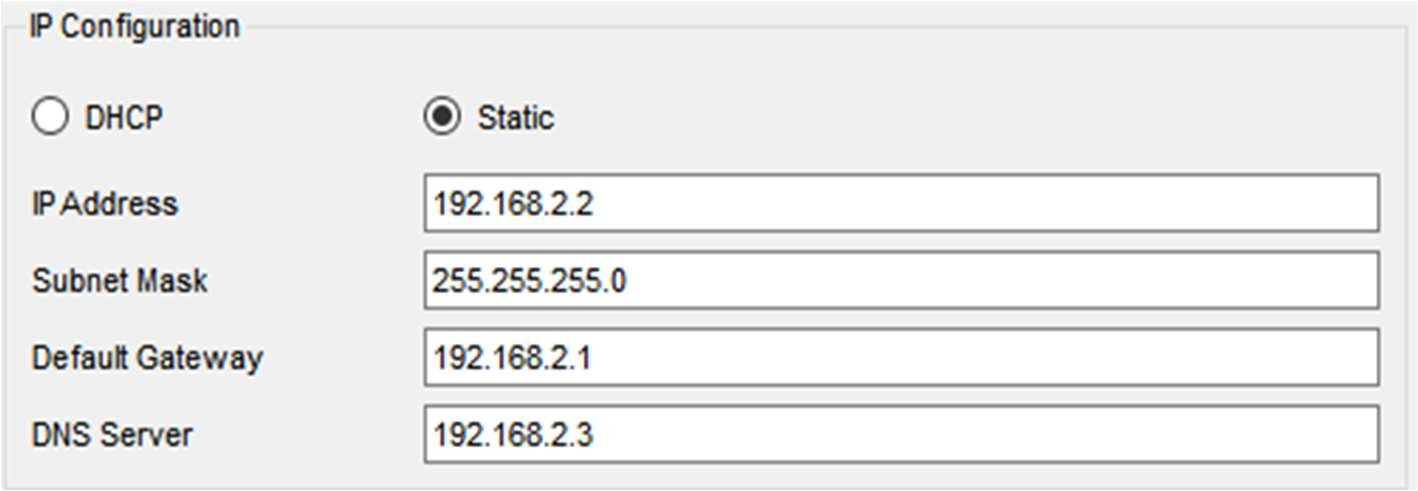 IP Configuration
DHCP Static
IP Address 192.168.2.2
Subnet Mask 255.255.255.0
Default Gateway 192.168.2.1
DNS Server 192.168.2.3